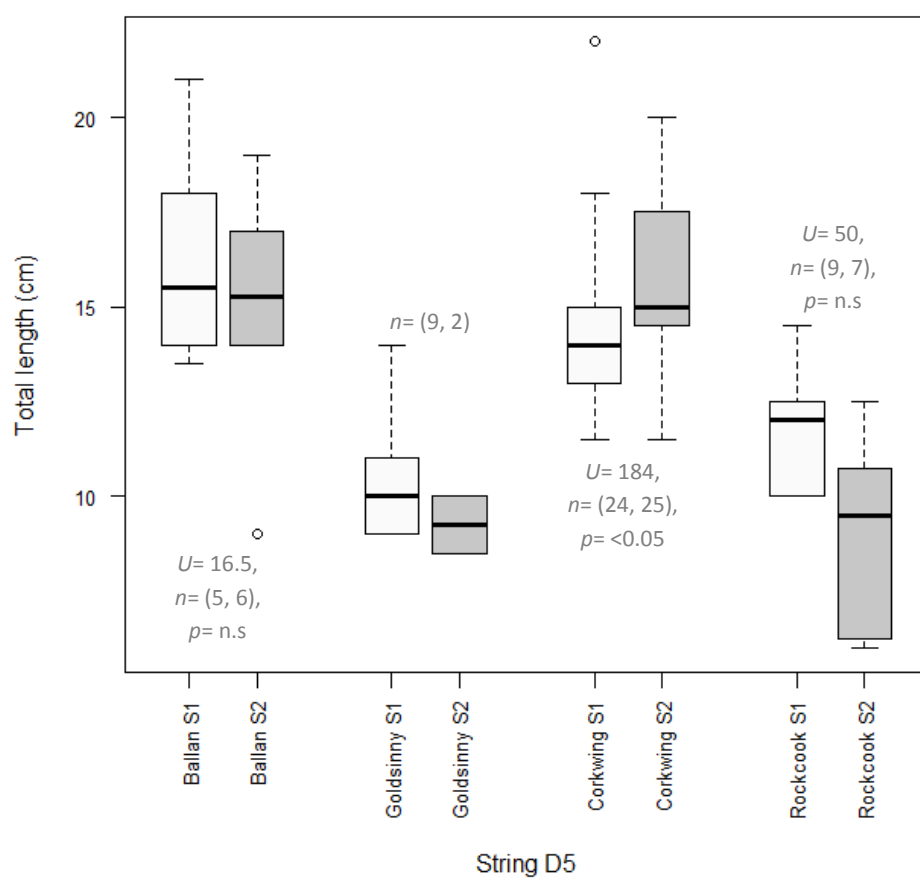 Total length (cm)
20
15
10
U= 16.5,
n= (5, 6),
p= n.s
n= (9, 2)
U= 184,
n= (24, 25),
p= <0.05
U= 50,
n= (9, 7),
p= n.s
Ballan S1
Ballan S2
Goldsinny S1
Goldsinny S2
Corkwing S1
Corkwing S2
Rockcook S1
Rockcook S2
String D5